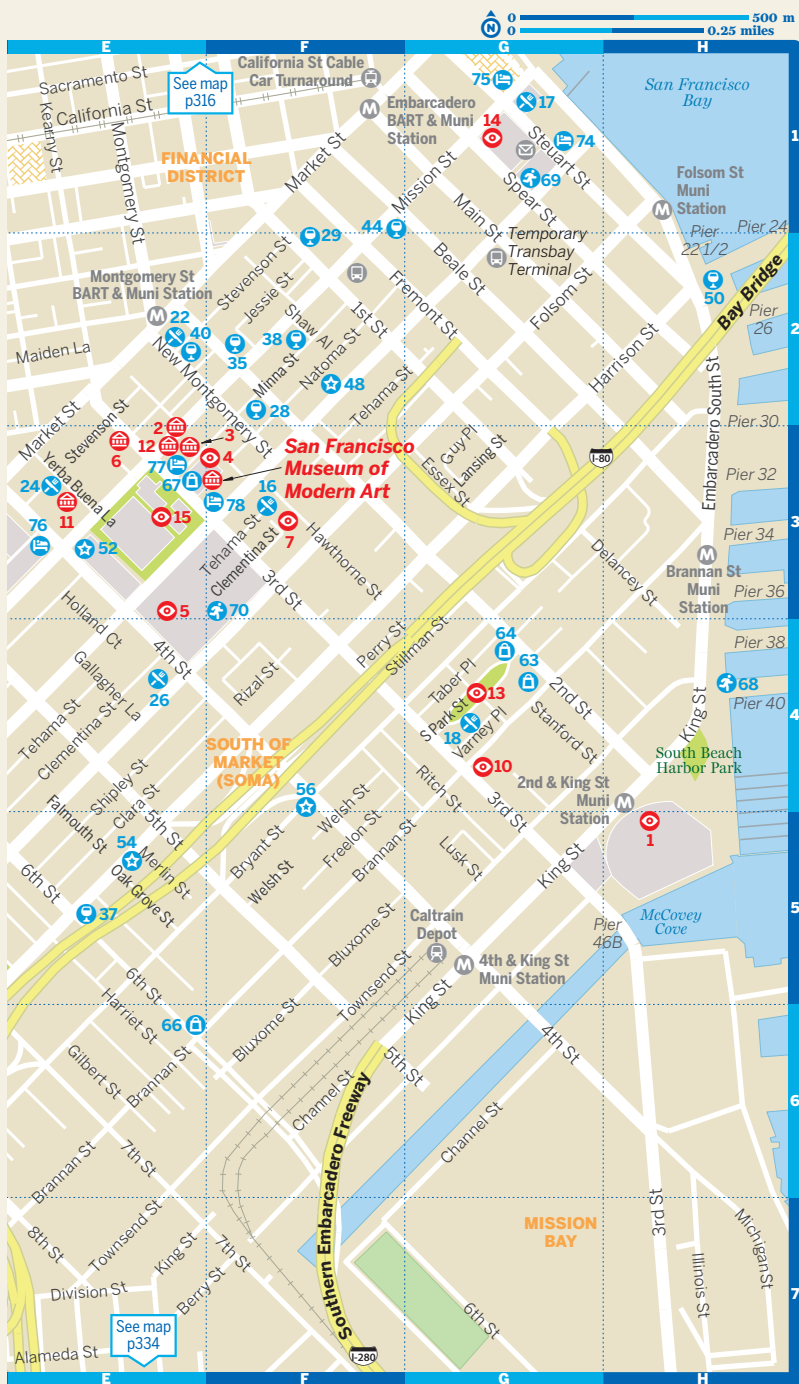 N
0
500 m
0
0.25 miles
E
F
G
H
Sacramento St
California St
Kearny St
Montgomery St
See map
p316
California St Cable
Car Turnaround
Embarcadero
BART & Muni
Station
75
17
14
Steuart St
74
69
Spear St
San Francisco
Bay
1
FINANCIAL
DISTRICT
Market St
Mission St
Main St
Folsom St
Muni
Station
Pier 24
Pier
22 1/2
29
44
Stevenson St
Temporary
Transbay
Terminal
Beale St
Folsom St
50
Bay Bridge
Pier
26
Montgomery St
BART & Muni Station
Jessie St
Fremont St
22
40
Shaw Al
1st St
2
Maiden La
35
38
Minna St
Natoma St
48
Harrison St
New Montgomery St
28
Tehama St
Embarcadero South St
Market St
Stevenson St
2
12
3
6
4
77
67
San Francisco
Museum of
Modern Art
Guy Pl
Lansing St
Essex St
I-80
Pier 30
Pier 32
24
Yerba Buena La
11
15
78
16
7
3
76
52
Tehama St
Clementina St
Hawthorne St
Pier 34
Brannan St
Muni
Station
Delancey St
Pier 36
Holland Ct
5
70
3rd St
4th St
Perry St
Stillman St
64
63
Pier 38
68
Gallagher La
26
Rizal St
Taber Pl
13
2nd St
Pier 40
King St
4
Tehama St
Clementina St
S Park St
18
Varney Pl
Stanford St
South Beach
Harbor Park
SOUTH OF
MARKET
(SOMA)
10
Shipley St
Clara St
56
Ritch St
3rd St
2nd & King St
Muni
Station
1
Falmouth St
5th St
Welsh St
Freelon St
Brannan St
54
Merlin St
Bryant St
Welsh St
Lusk St
King St
6th St
Oak Grove St
37
Bluxome St
Caltrain
Depot
Pier
46B
McCovey
Cove
5
4th & King St
Muni Station
Townsend St
King St
6th St
Harriet St
66
Bluxome St
4th St
Gilbert St
Brannan St
5th St
Channel St
Channel St
6
Brannan St
7th St
Southern Embarcadero Freeway
8th St
Townsend St
King St
7th St
MISSION
BAY
3rd St
Michigan St
Illinois St
Division St
Berry St
6th St
7
See map
p334
Alameda St
I-280
E
F
G
H